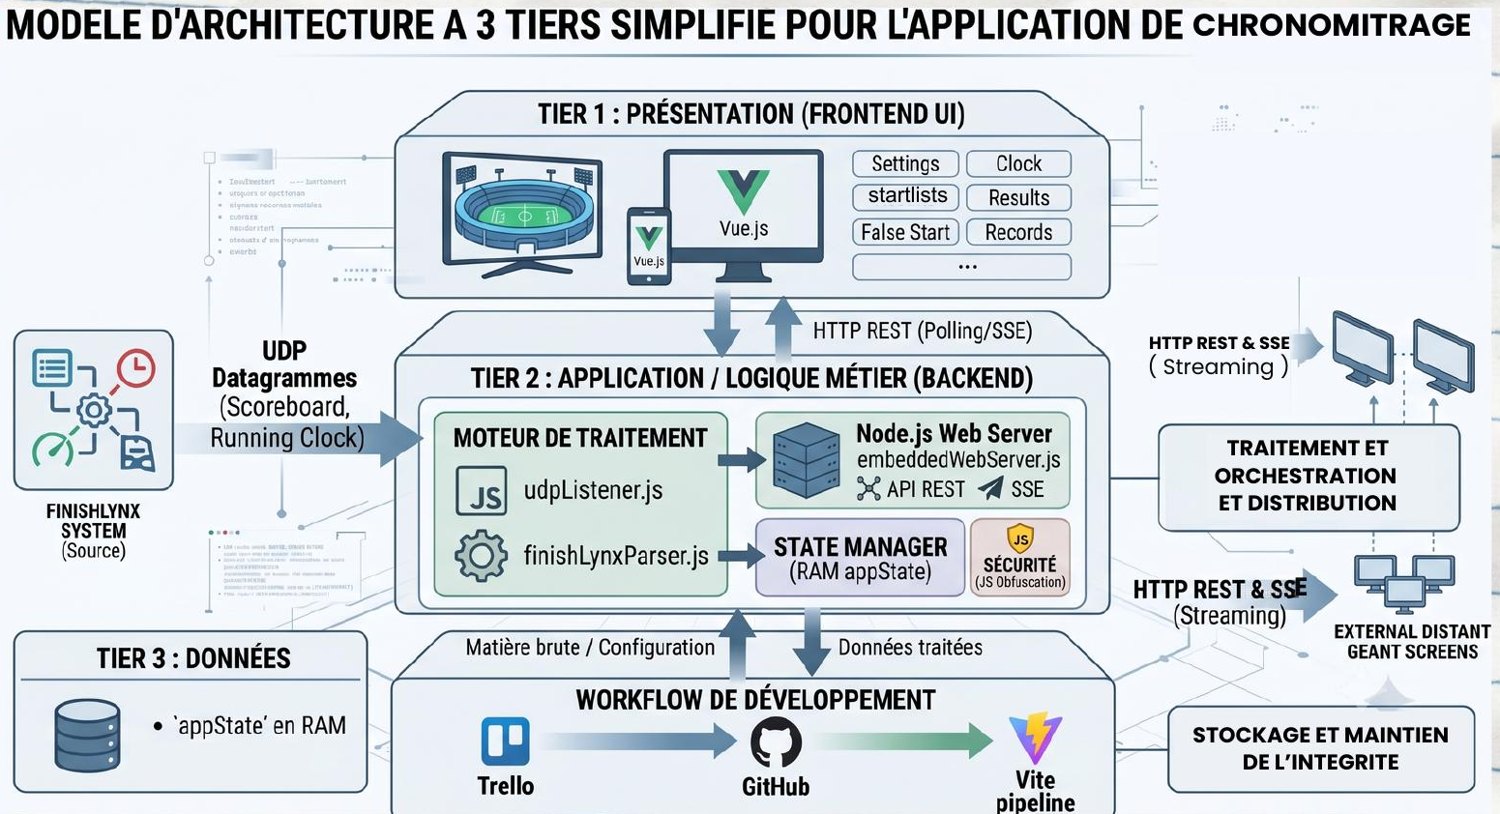 MODELE D'ARCHITECTURE A 3 TIERS SIMPLIFIE POUR L'APPLICATION DE CHRONOMITRAGE
TIER 1 : PRÉSENTATION (FRONTEND UI)
Vue.js
Vue.js
Settings
Clock
startlists
Results
False Start
Records
...
HTTP REST (Polling/SSE)
UDP
Datagrammes
(Scoreboard,
Running Clock)
FINISHLYNX
SYSTEM
(Source)
TIER 2 : APPLICATION / LOGIQUE MÉTIER (BACKEND)
MOTEUR DE TRAITEMENT
JS
udpListener.js
finishLynxParser.js
Node.js Web Server
embeddedWebServer.js
API REST
SSE
STATE MANAGER
(RAM appState)
JS
SÉCURITÉ
(JS Obfuscation)
HTTP REST & SSE
( Streaming )
TRAITEMENT ET
ORCHESTRATION
ET DISTRIBUTION
HTTP REST & SSE
(Streaming)
EXTERNAL DISTANT
GEANT SCREENS
TIER 3 : DONNÉES
• `appState' en RAM
Matière brute / Configuration
Données traitées
WORKFLOW DE DÉVELOPPEMENT
Trello
GitHub
Vite
pipeline
STOCKAGE ET MAINTIEN
DE L'INTEGRITE